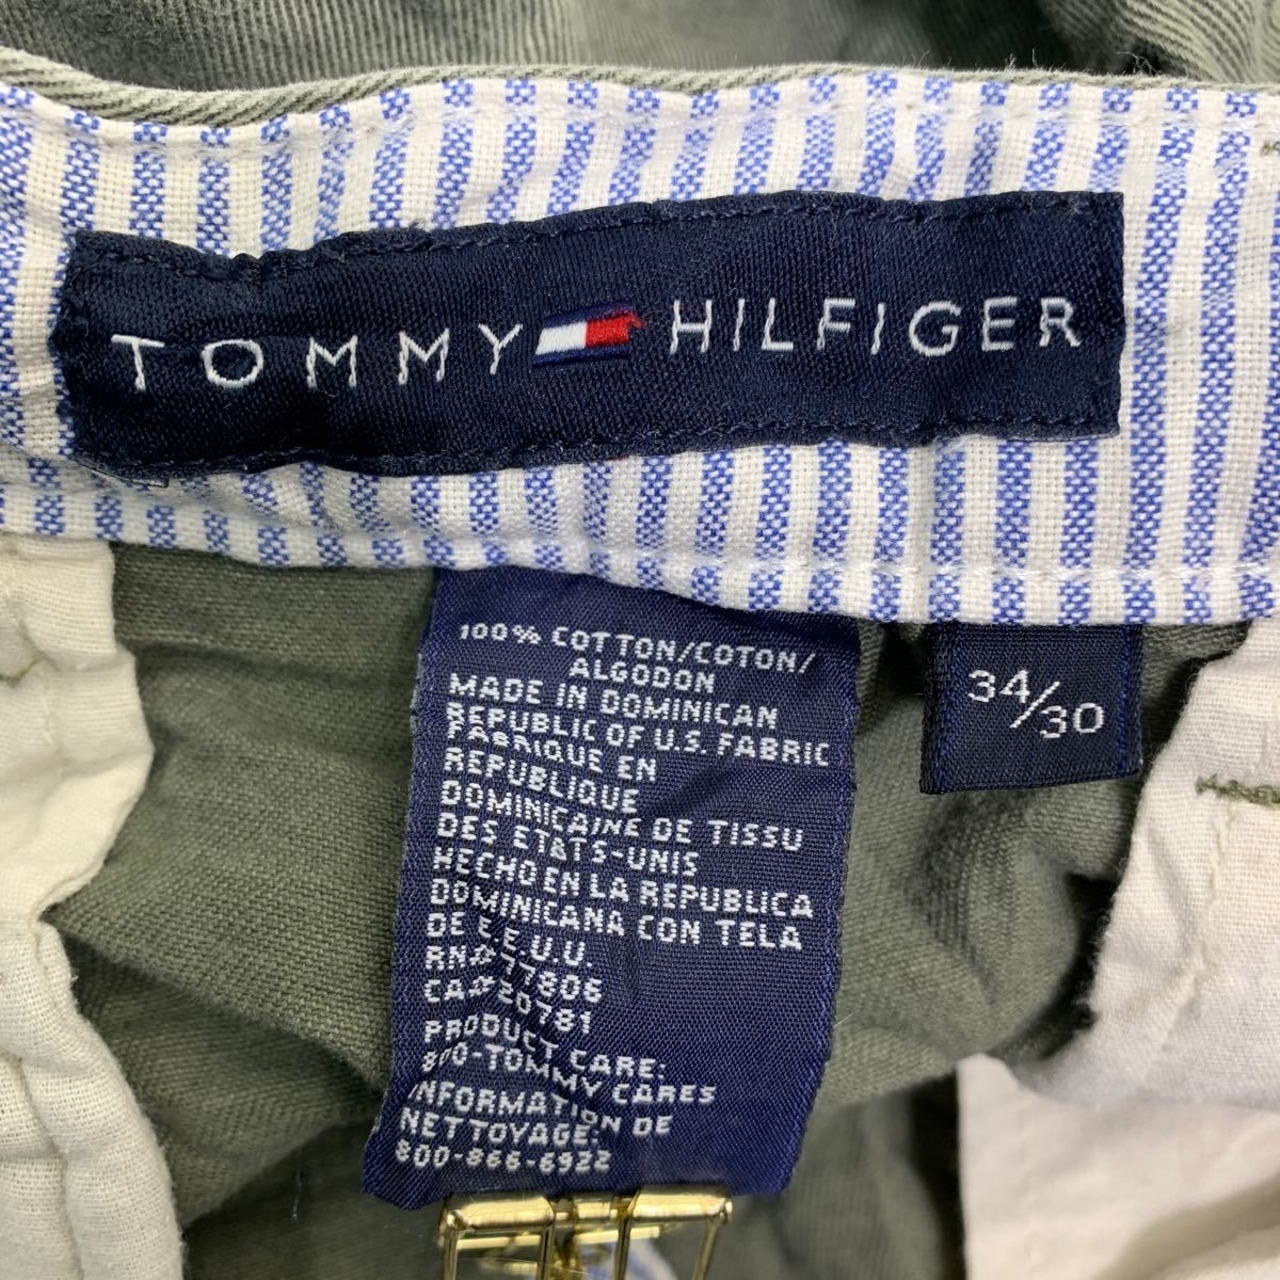 TOMMY HILFIGER
100% COTTON/COTON/
ALGODON
MADE IN DOMINICAN
REPUBLIC OF U.S. FABRIC
FABRIQUE EN
REPUBLIQUE
DOMINICAINE DE TISSU
DES ETATS-UNIS
HECHO EN LA REPUBLICA
DOMINICANA CON TELA
DE E.E.U.U.
RN# 77806
CA# 20781
PRODUCT CARE:
800-TOMMY CARES
INFORMATION DE
NETTOYAGE:
800-866-6922
34/30